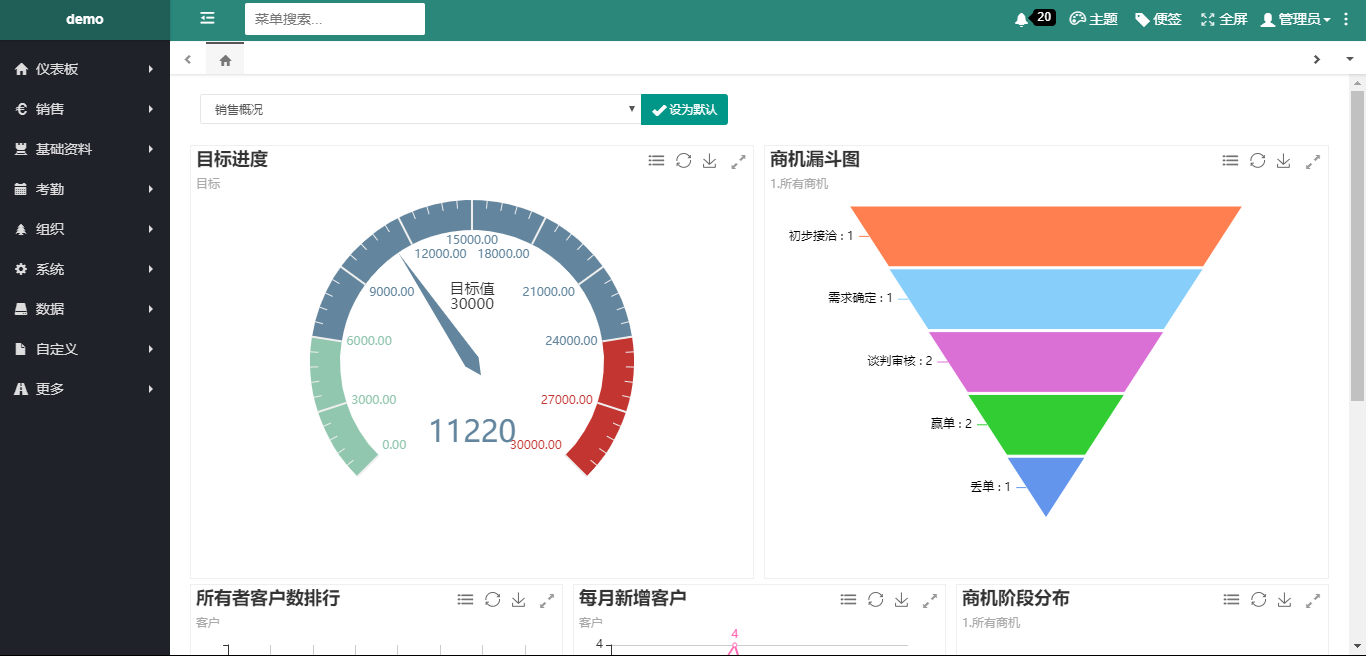 demo
菜单搜索...
20
主题
便签
全屏
管理员
仪表板
销售
基础资料
考勤
组织
系统
数据
自定义
更多
销售概况
设为默认
目标进度
目标
15000.00
12000.00 18000.00
9000.00
目标值
30000
21000.00
6000.00
24000.00
3000.00
27000.00
11220
0.00
30000.00
商机漏斗图
1.所有商机
初步接洽 : 1
需求确定 : 1
谈判审核 : 2
赢单 : 2
丢单 : 1
所有者客户数排行
客户
每月新增客户
客户
4
4
商机阶段分布
1.所有商机